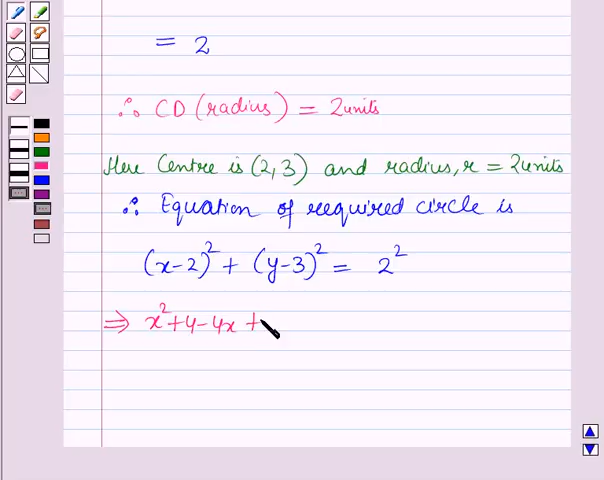 = 2
∴ CD (radius) = 2units
Here Centre is (2, 3) and radius, r = 2units
∴ Equation of required circle is
(x-2)² + (y-3)² = 2²
⇒ x² + 4 - 4x +